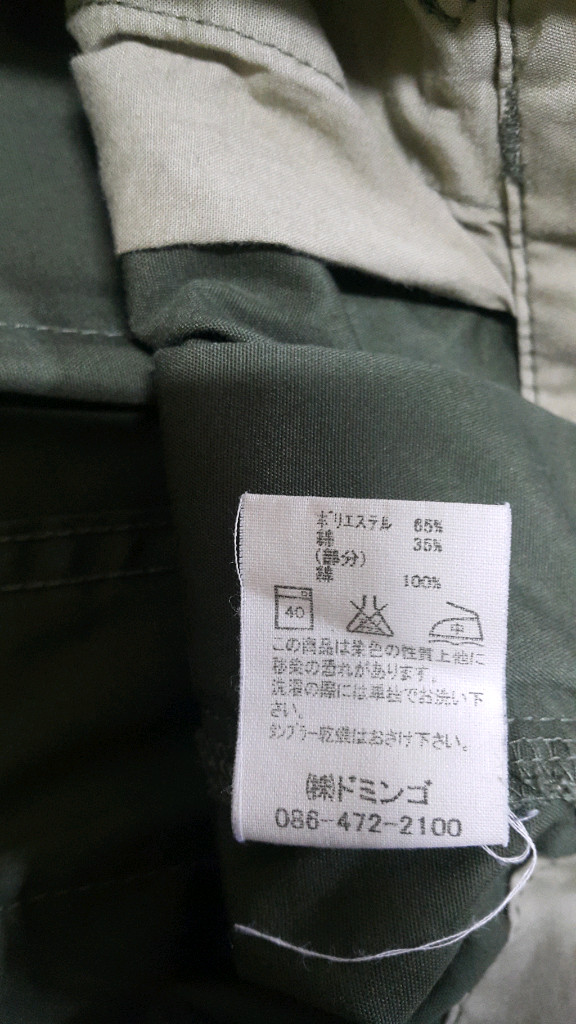 ポリエステル 65%
綿 35%
(部分)
綿 100%
40 中
この商品は染色の性質上他に
移染の恐れがあります。
洗濯の際には単独でお洗い下
さい。
タンブラー乾燥はおさけ下さい。
(株)ドミンゴ
086-472-2100